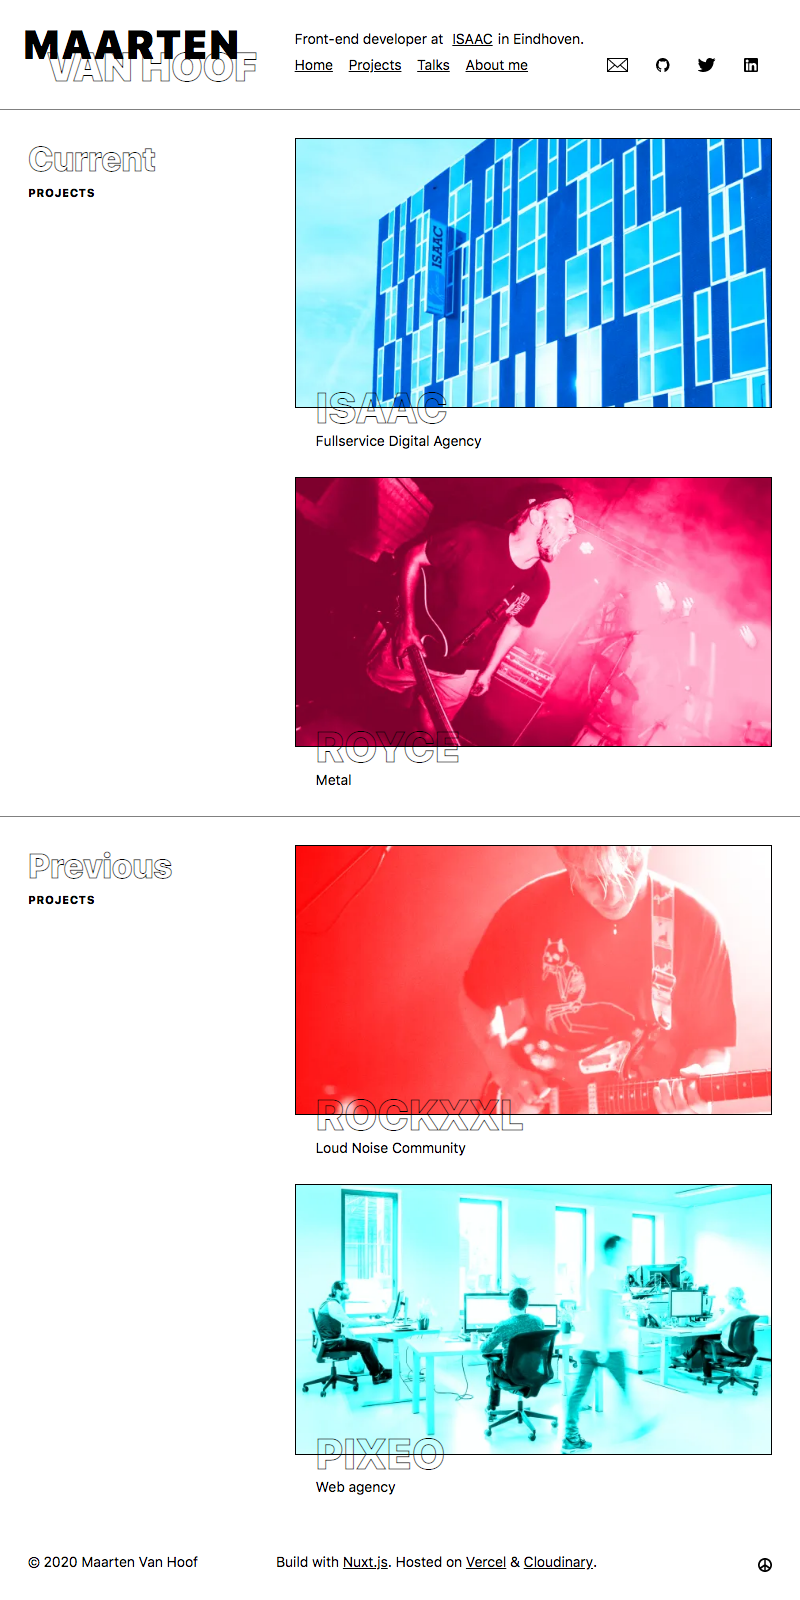 MAARTEN
VAN HOOF
Front-end developer at ISAAC in Eindhoven.
Home Projects Talks About me
Current
PROJECTS
ISAAC
ISAAC
Fullservice Digital Agency
ROYCE
Metal
Previous
PROJECTS
ROCKXXL
Loud Noise Community
PIXEO
Web agency
© 2020 Maarten Van Hoof
Build with Nuxt.js. Hosted on Vercel & Cloudinary.